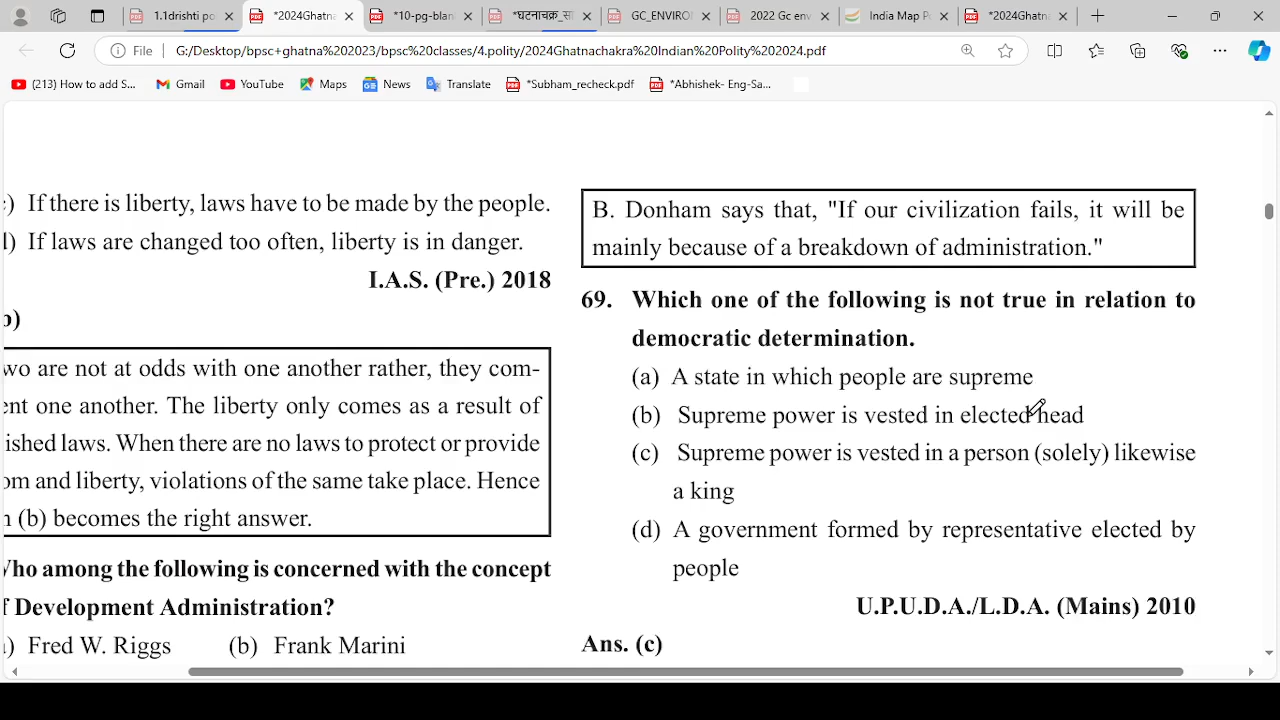 1.1drishti po
*2024Ghatna
*10-pg-blan
*घटनाचक्र_सा
GC_ENVIRO
2022 Gc env
India Map P
*2024Ghatna
File
G:/Desktop/bpsc+ghatna%202023/bpsc%20classes/4.polity/2024Ghatnachakra%20Indian%20Polity%202024.pdf
(213) How to add S...
Gmail
YouTube
Maps
News
Translate
*Subham_recheck.pdf
*Abhishek- Eng-Sa...
) If there is liberty, laws have to be made by the people.
) If laws are changed too often, liberty is in danger.
I.A.S. (Pre.) 2018
)
wo are not at odds with one another rather, they com-
ent one another. The liberty only comes as a result of
ished laws. When there are no laws to protect or provide
om and liberty, violations of the same take place. Hence
n (b) becomes the right answer.
Who among the following is concerned with the concept
f Development Administration?
) Fred W. Riggs (b) Frank Marini
B. Donham says that, "If our civilization fails, it will be
mainly because of a breakdown of administration."
69. Which one of the following is not true in relation to
democratic determination.
(a) A state in which people are supreme
(b) Supreme power is vested in elected head
(c) Supreme power is vested in a person (solely) likewise
a king
(d) A government formed by representative elected by
people
U.P.U.D.A./L.D.A. (Mains) 2010
Ans. (c)